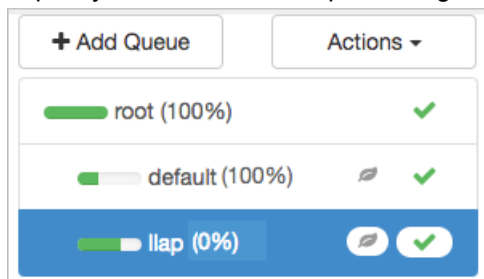 + Add Queue
Actions
root (100%)
default (100%)
llap (0%)